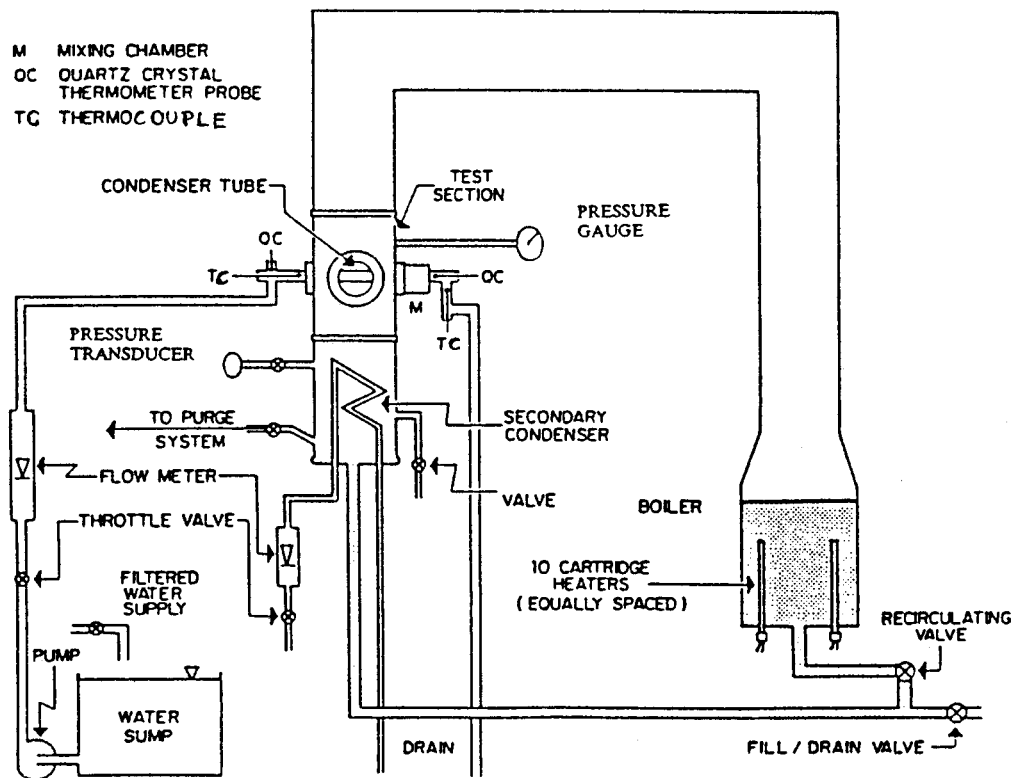 M MIXING CHAMBER
QC QUARTZ CRYSTAL
THERMOMETER PROBE
TC THERMOCOUPLE
CONDENSER TUBE
TEST
SECTION
PRESSURE
GAUGE
QC
TC
QC
M
TC
PRESSURE
TRANSDUCER
TO PURGE
SYSTEM
SECONDARY
CONDENSER
FLOW METER
VALVE
BOILER
THROTTLE VALVE
10 CARTRIDGE
HEATERS
(EQUALLY SPACED)
FILTERED
WATER
SUPPLY
RECIRCULATING
VALVE
PUMP
WATER
SUMP
DRAIN
FILL / DRAIN VALVE